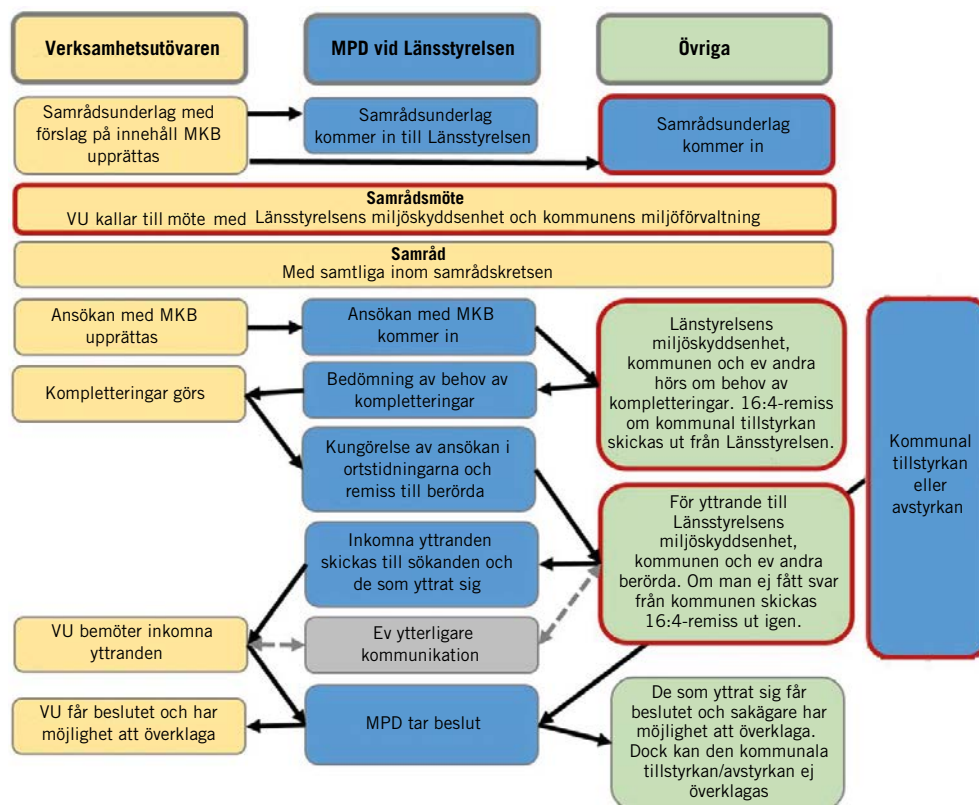 Verksamhetsutövaren
MPD vid Länsstyrelsen
Övriga
Samrådsunderlag med
förslag på innehåll MKB
upprättas
Samrådsunderlag
kommer in till Länsstyrelsen
Samrådsunderlag
kommer in
Samrådsmöte
VU kallar till möte med Länsstyrelsens miljöskyddsenhet och kommunens miljöförvaltning
Samråd
Med samtliga inom samrådskretsen
Ansökan med MKB
upprättas
Ansökan med MKB
kommer in
Länstyrelsens
miljöskyddsenhet,
kommunen och ev andra
hörs om behov av
kompletteringar. 16:4-remiss
om kommunal tillstyrkan
skickas ut från Länsstyrelsen.
Kompletteringar görs
Bedömning av behov av
kompletteringar
Kungörelse av ansökan i
ortstidningarna och
remiss till berörda
Kommunal
tillstyrkan
eller
avstyrkan
För yttrande till
Länsstyrelsens
miljöskyddsenhet,
kommunen och ev andra
berörda. Om man ej fått svar
från kommunen skickas
16:4-remiss ut igen.
Inkomna yttranden
skickas till sökanden och
de som yttrat sig
VU bemöter inkomna
yttranden
Ev ytterligare
kommunikation
VU får beslutet och har
möjlighet att överklaga
MPD tar beslut
De som yttrat sig får
beslutet och sakägare har
möjlighet att överklaga.
Dock kan den kommunala
tillstyrkan/avstyrkan ej
överklagas